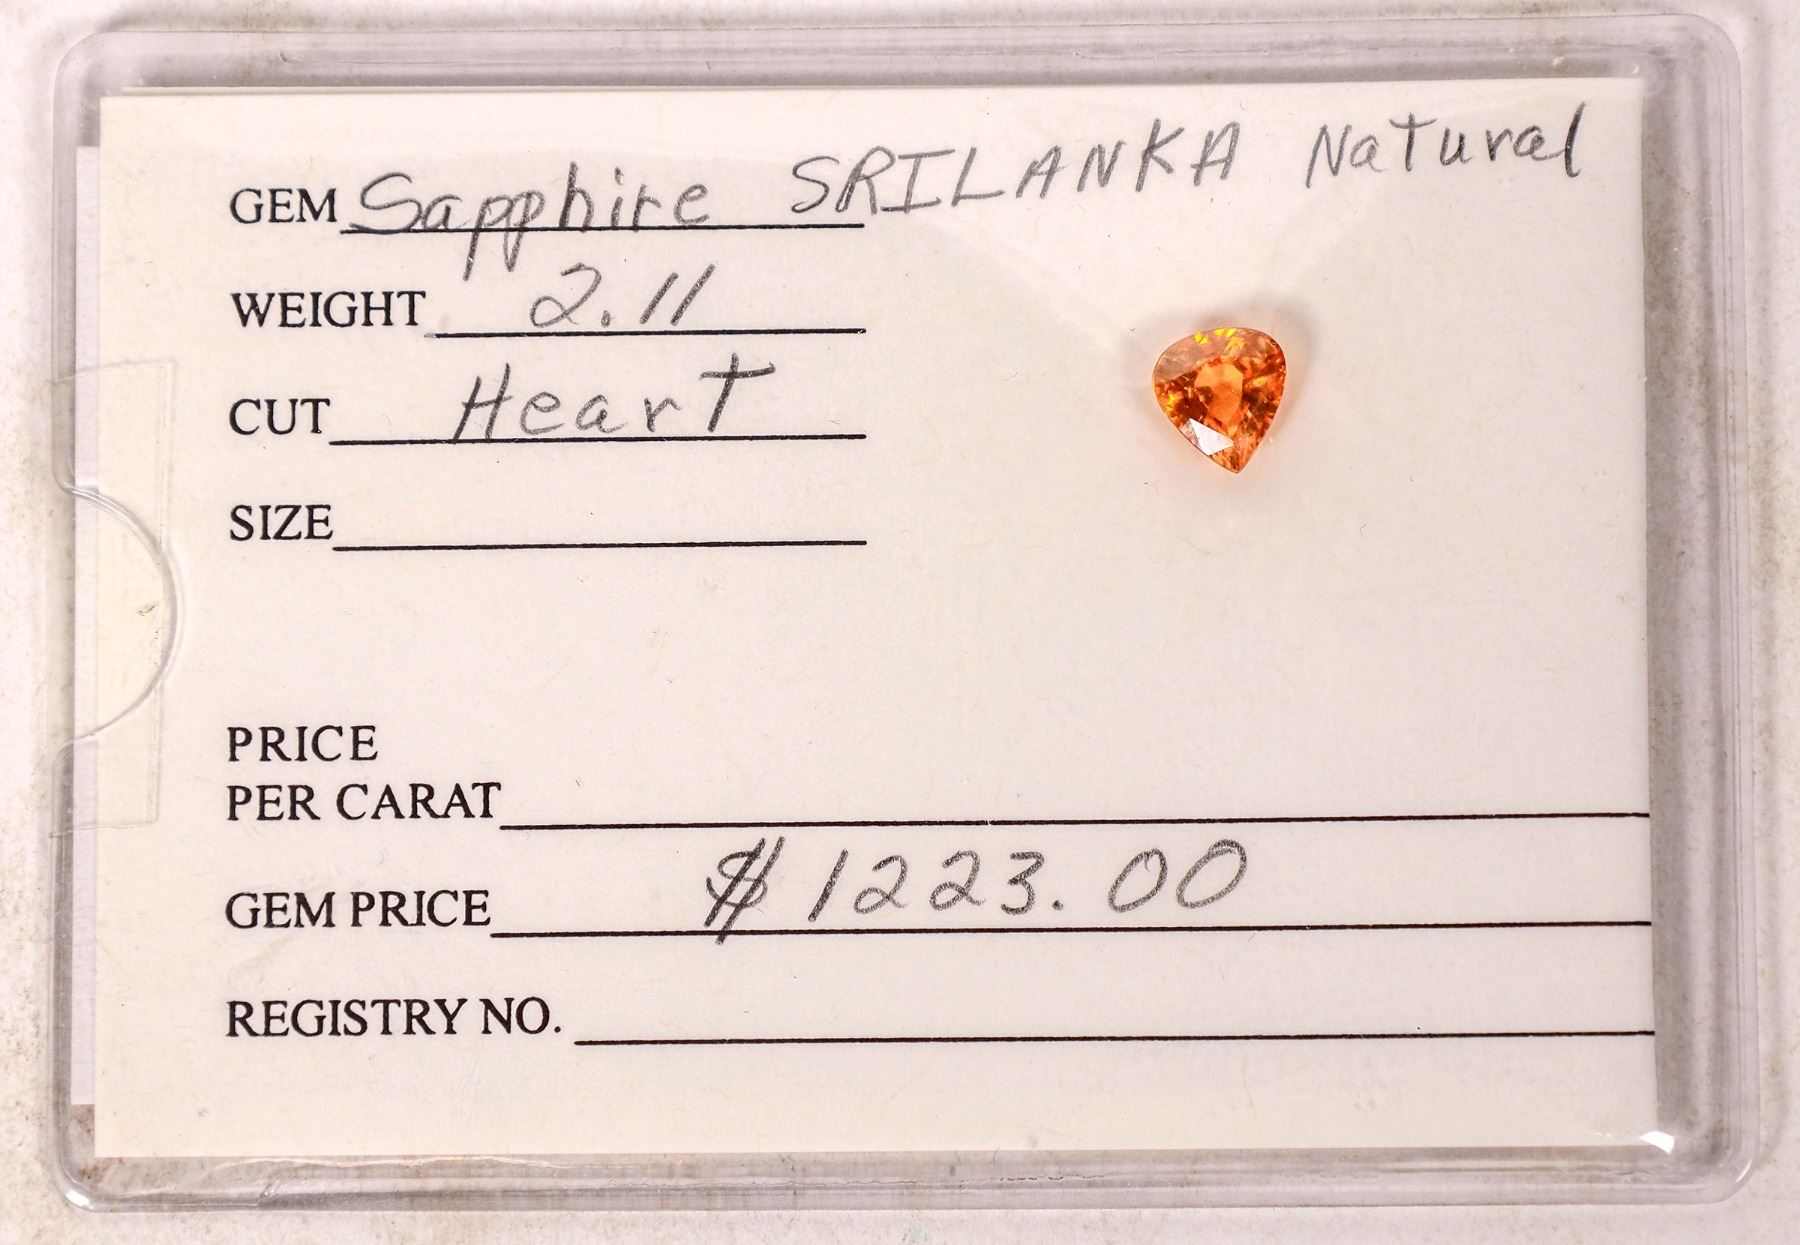 GEM Sapphire SRILANKA Natural
WEIGHT 2.11
CUT Heart
SIZE
PRICE
PER CARAT
GEM PRICE $1223.00
REGISTRY NO.